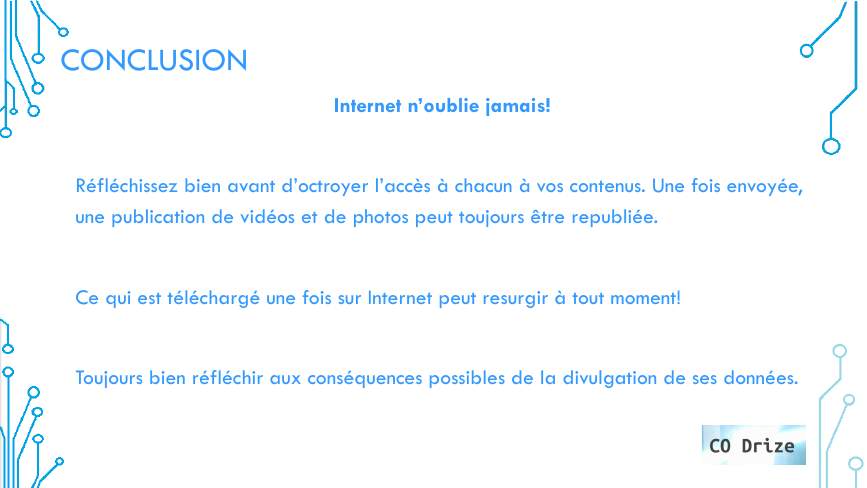 CONCLUSION
Internet n’oublie jamais!
Réfléchissez bien avant d’octroyer l’accès à chacun à vos contenus. Une fois envoyée,
une publication de vidéos et de photos peut toujours être republiée.
Ce qui est téléchargé une fois sur Internet peut resurgir à tout moment!
Toujours bien réfléchir aux conséquences possibles de la divulgation de ses données.
CO Drize